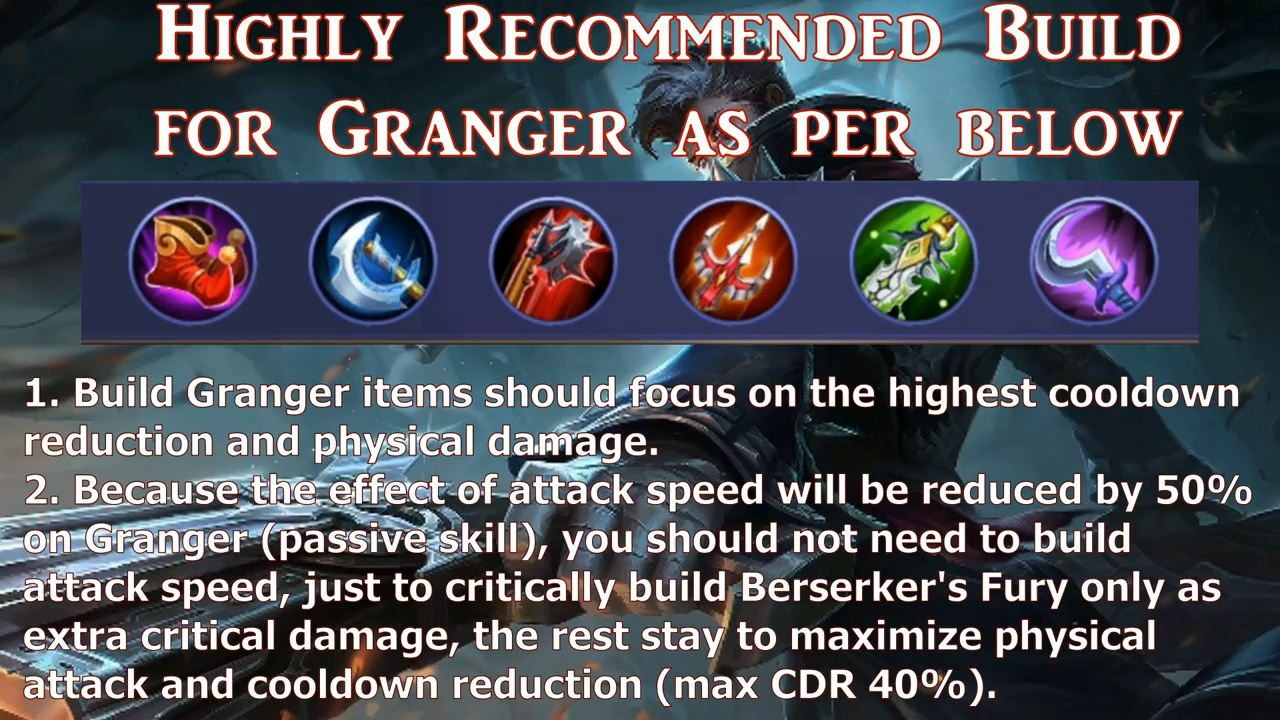 Highly Recommended Build
for Granger as per below
1. Build Granger items should focus on the highest cooldown
reduction and physical damage.
2. Because the effect of attack speed will be reduced by 50%
on Granger (passive skill), you should not need to build
attack speed, just to critically build Berserker's Fury only as
extra critical damage, the rest stay to maximize physical
attack and cooldown reduction (max CDR 40%).